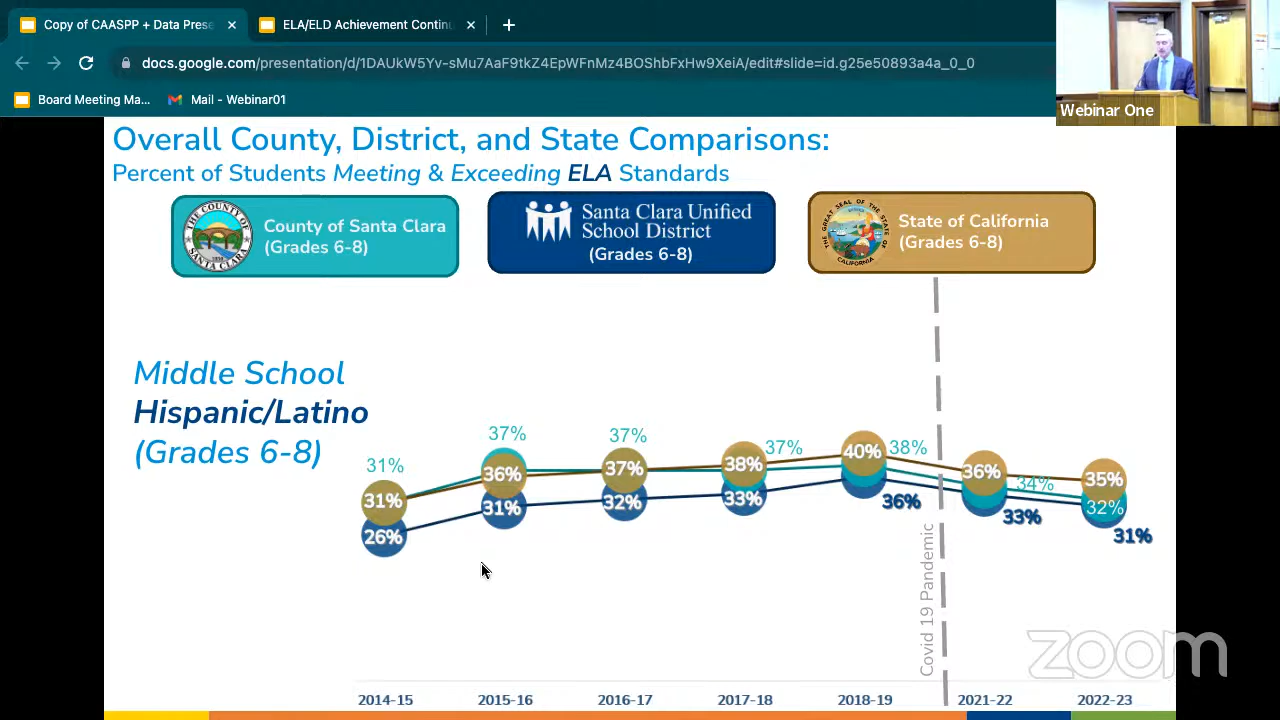 Copy of CAASPP + Data Prese
ELA/ELD Achievement Continu
docs.google.com/presentation/d/1DAUkW5Yv-sMu7AaF9tkZ4EpWFnMz4BOShbFxHw9XeiA/edit#slide=id.g25e50893a4a_0_0
Board Meeting Ma...
Mail - Webinar01
Webinar One
Overall County, District, and State Comparisons:
Percent of Students Meeting & Exceeding ELA Standards
THE COUNTY OF SANTA CLARA
1850
County of Santa Clara
(Grades 6-8)
Santa Clara Unified
School District
(Grades 6-8)
THE GREAT SEAL OF THE STATE OF CALIFORNIA
State of California
(Grades 6-8)
Middle School
Hispanic/Latino
(Grades 6-8)
31% 37% 37% 37% 38% 34% 32%
31% 36% 37% 38% 40% 36% 35%
26% 31% 32% 33% 36% 33% 31%
Covid 19 Pandemic
2014-15 2015-16 2016-17 2017-18 2018-19 2021-22 2022-23
zoom